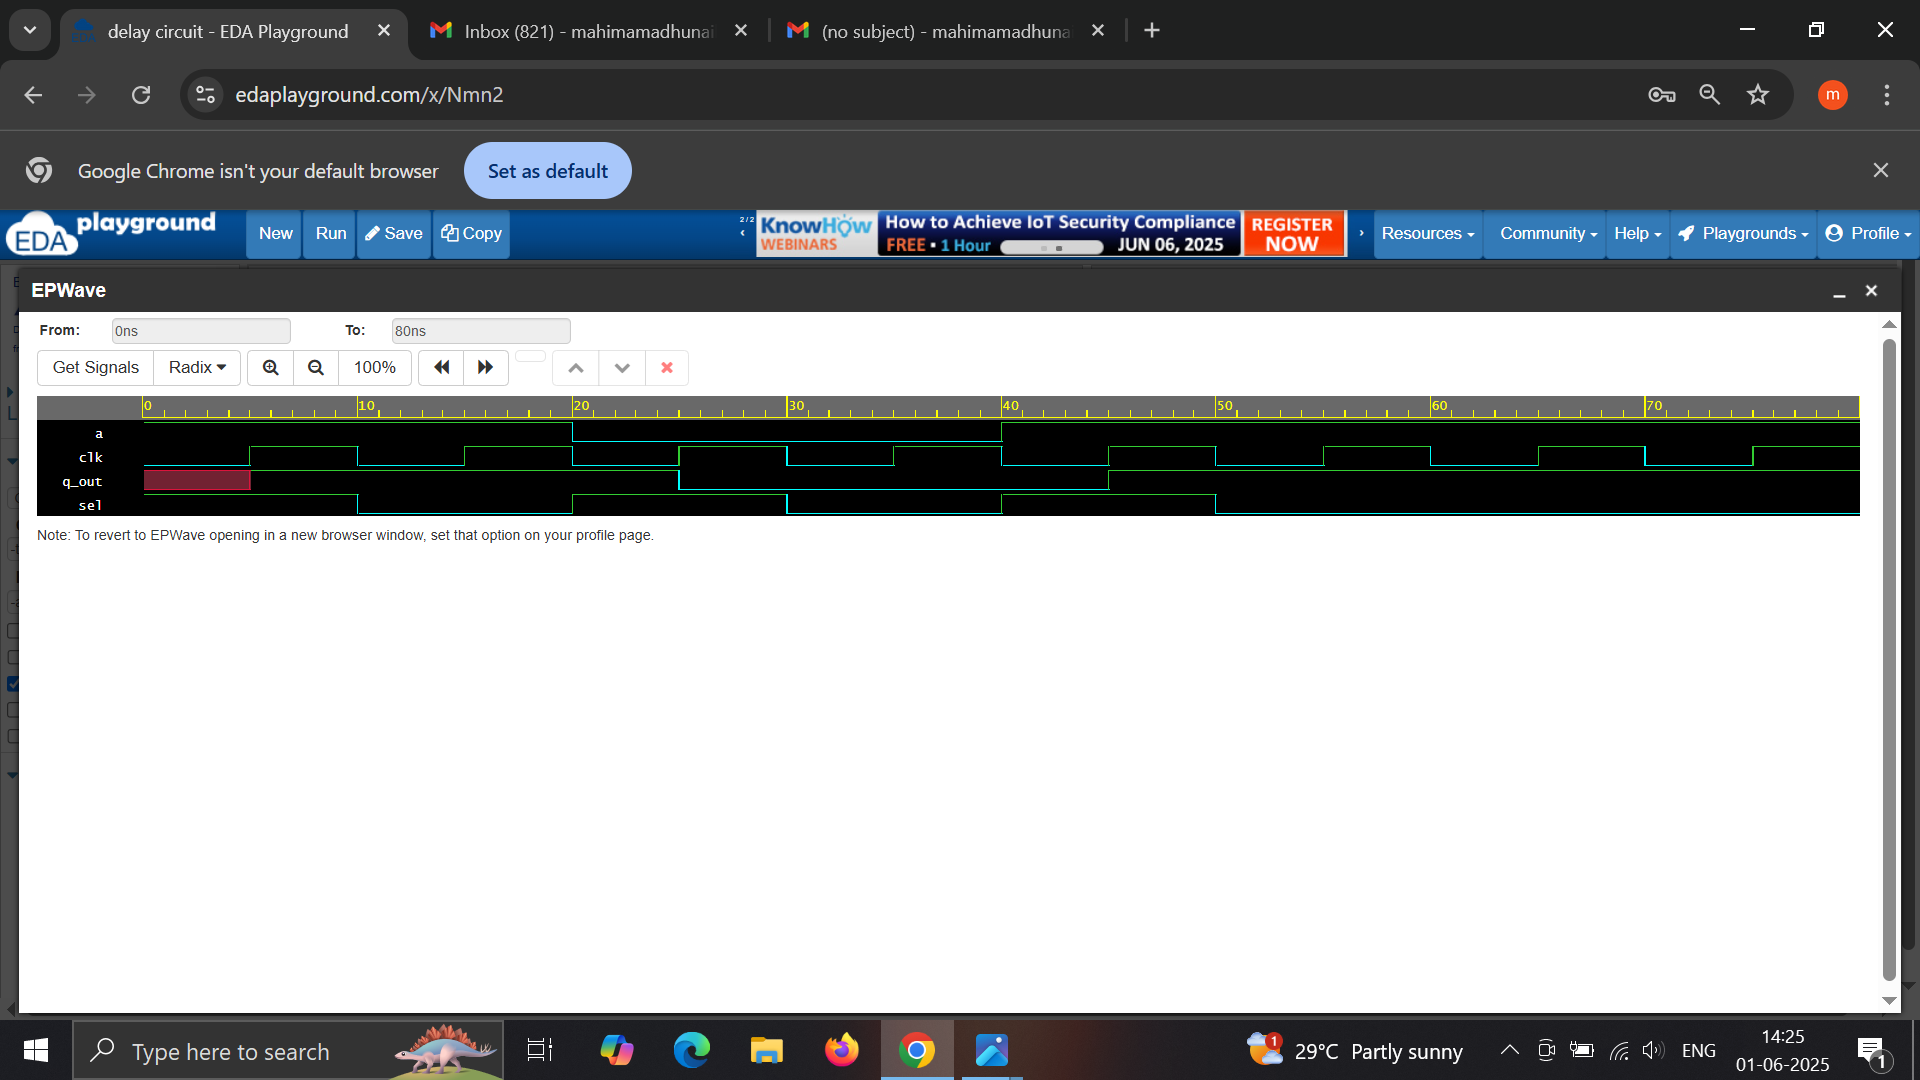 delay circuit - EDA Playground
Inbox (821) - mahimamadhunai
(no subject) - mahimamadhuna
edaplayground.com/x/Nmn2
m
Google Chrome isn't your default browser
Set as default
EDA playground
New
Run
Save
Copy
2/2
KnowHow
WEBINARS
How to Achieve IoT Security Compliance
FREE • 1 Hour
JUN 06, 2025
REGISTER
NOW
Resources
Community
Help
Playgrounds
Profile
EPWave
From:
0ns
To:
80ns
Get Signals
Radix
100%
0 10 20 30 40 50 60 70
a
clk
q_out
sel
Note: To revert to EPWave opening in a new browser window, set that option on your profile page.
Type here to search
1
29°C Partly sunny
ENG
14:25
01-06-2025
1